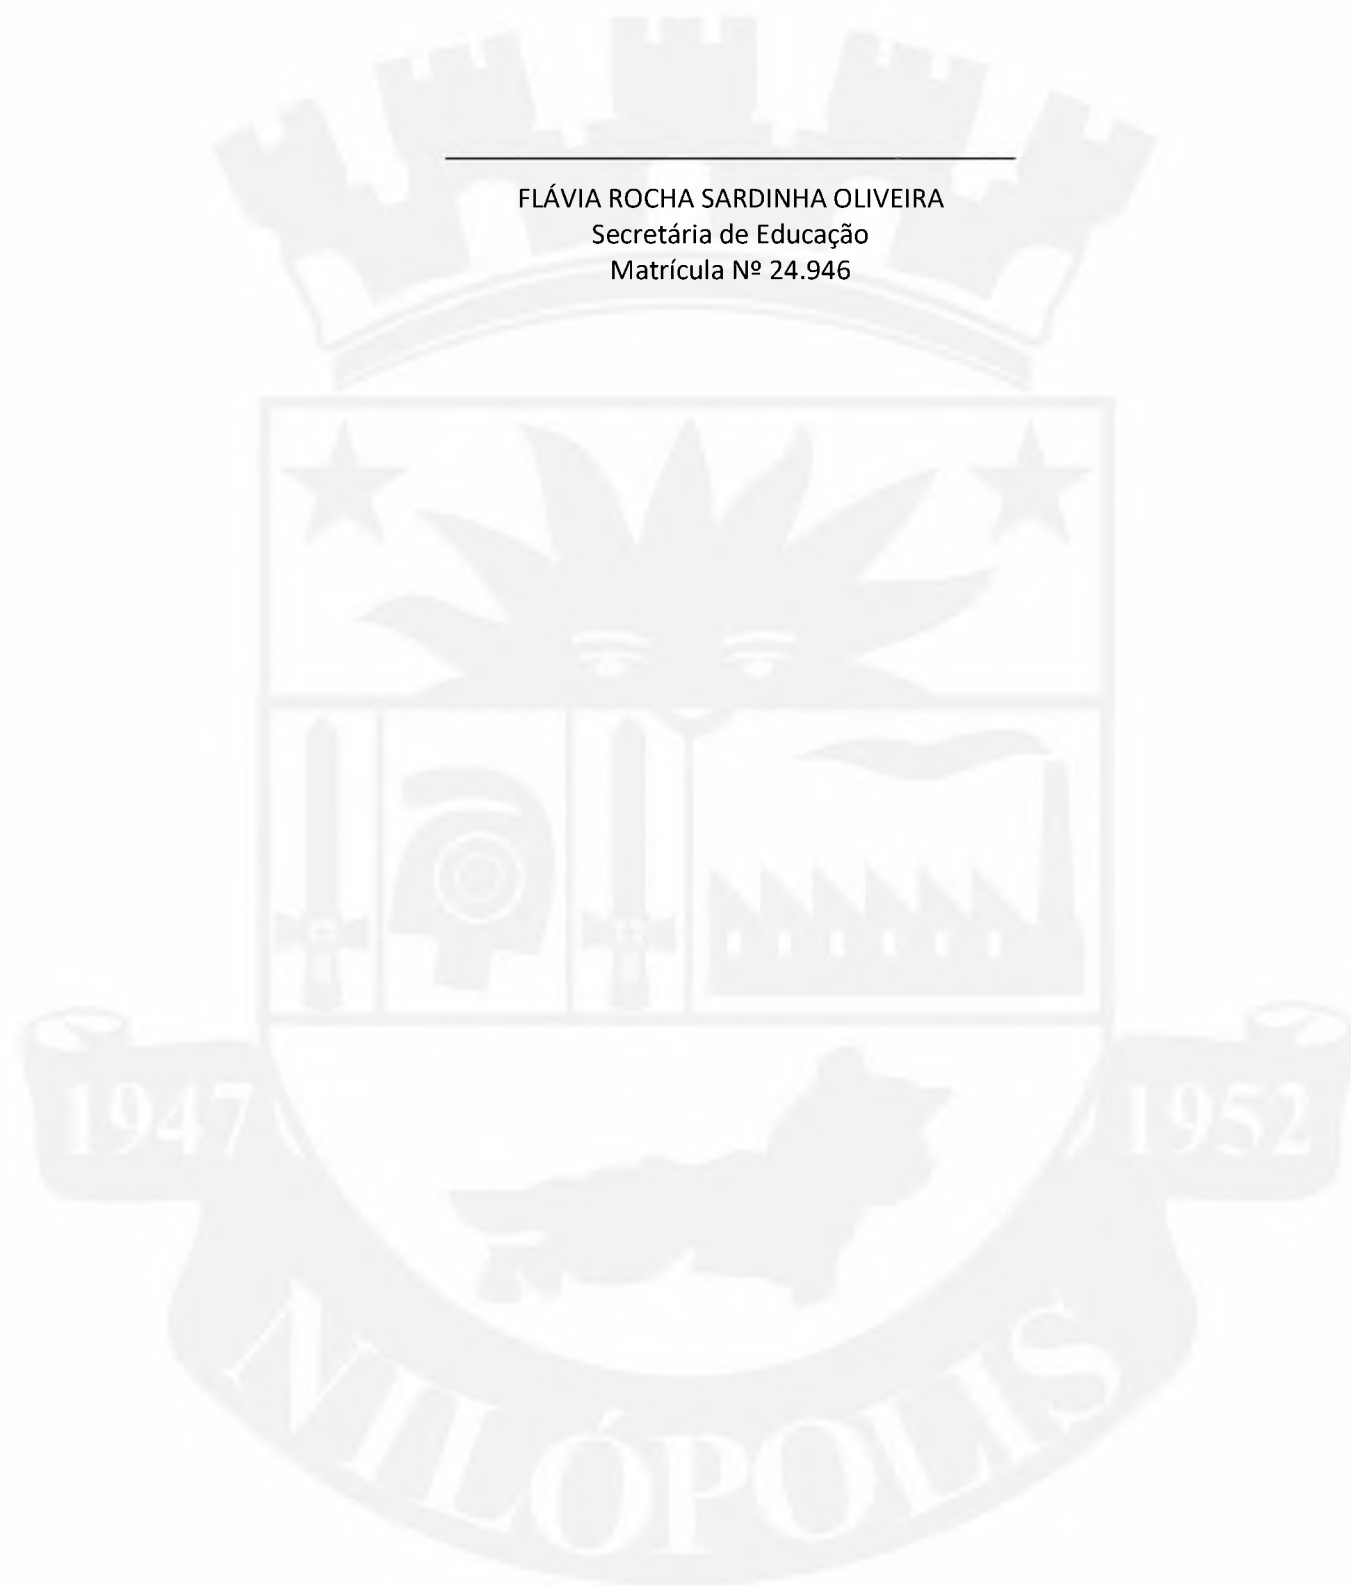 FLÁVIA ROCHA SARDINHA OLIVEIRA
Secretária de Educação
Matrícula Nº 24.946
1947
1952
NILÓPOLIS